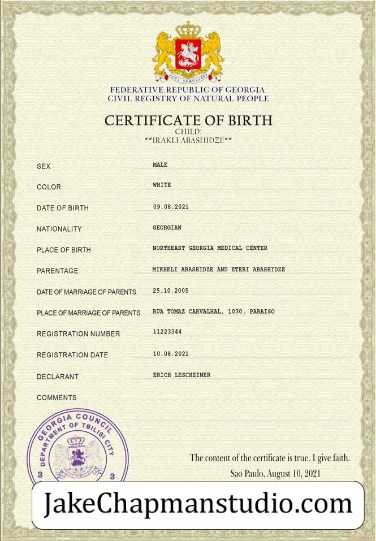 FEDERATIVE REPUBLIC OF GEORGIA
CIVIL REGISTRY OF NATURAL PEOPLE
CERTIFICATE OF BIRTH
CHILD:
**IRAKLI ABASHIDZE**
SEX MALE
COLOR WHITE
DATE OF BIRTH 09.08.2021
NATIONALITY GEORGIAN
PLACE OF BIRTH NORTHEAST GEORGIA MEDICAL CENTER
PARENTAGE MIKHELI ABASHIDZE AND ETERI ABASHIDZE
DATE OF MARRIAGE OF PARENTS 25.10.2005
PLACE OF MARRIAGE OF PARENTS RUA TOMAZ CARVALHAL, 1030. PARAISO
REGISTRATION NUMBER 11223344
REGISTRATION DATE 10.08.2021
DECLARANT ERICH LESCHZINER
COMMENTS
GEORGIA COUNCIL
DEPARTMENT OF TBILISI CITY
3 3
The content of the certificate is true. I give faith.
Sao Paulo, August 10, 2021
JakeChapmanstudio.com